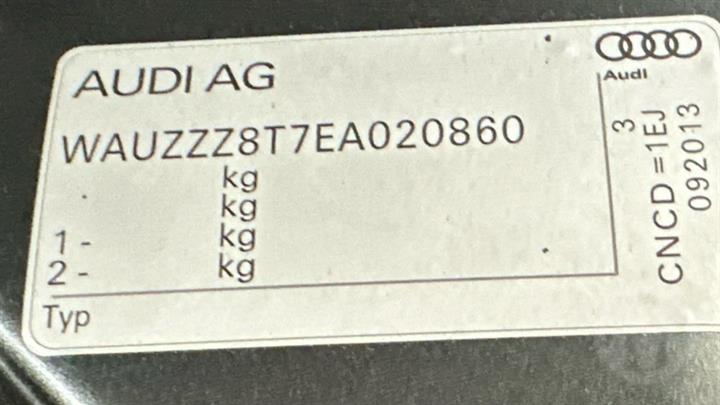 AUDI AG
Audi
WAUZZZ8T7EA020860
kg
kg
1 - kg
2 - kg
Typ
3
CNCD =1EJ
092013